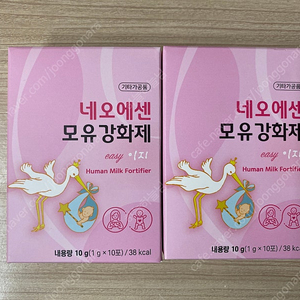 기타가공품
네오에센
모유강화제
easy 이지
Human Milk Fortifier
내용량 10 g(1 g × 10포) / 38 kcal
기타가공품
네오에센
모유강화제
easy 이지
Human Milk Fortifier
내용량 10 g(1 g × 10포) / 38 kcal